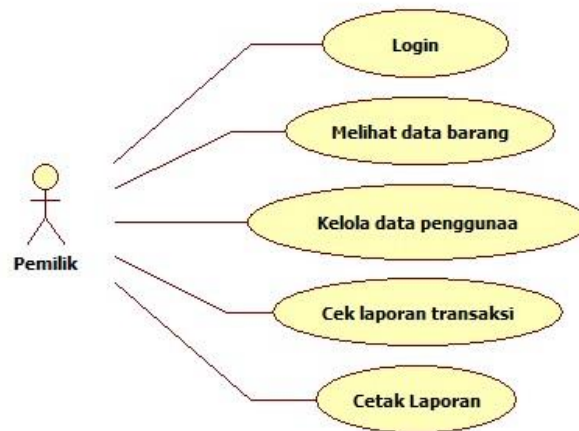 Login
Melihat data barang
Kelola data penggunaa
Pemilik
Cek laporan transaksi
Cetak Laporan